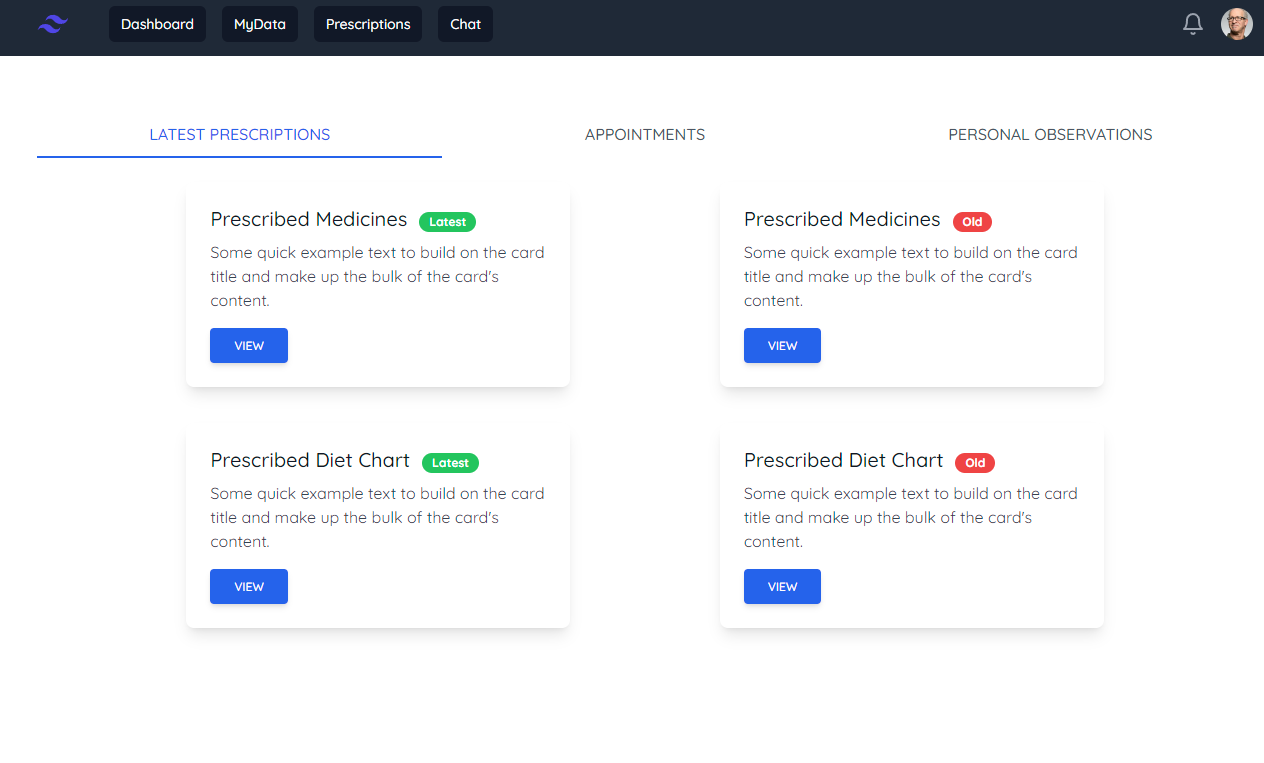 Dashboard MyData Prescriptions Chat
LATEST PRESCRIPTIONS APPOINTMENTS PERSONAL OBSERVATIONS
Prescribed Medicines Latest
Some quick example text to build on the card
title and make up the bulk of the card's
content.
VIEW
Prescribed Medicines Old
Some quick example text to build on the card
title and make up the bulk of the card's
content.
VIEW
Prescribed Diet Chart Latest
Some quick example text to build on the card
title and make up the bulk of the card's
content.
VIEW
Prescribed Diet Chart Old
Some quick example text to build on the card
title and make up the bulk of the card's
content.
VIEW